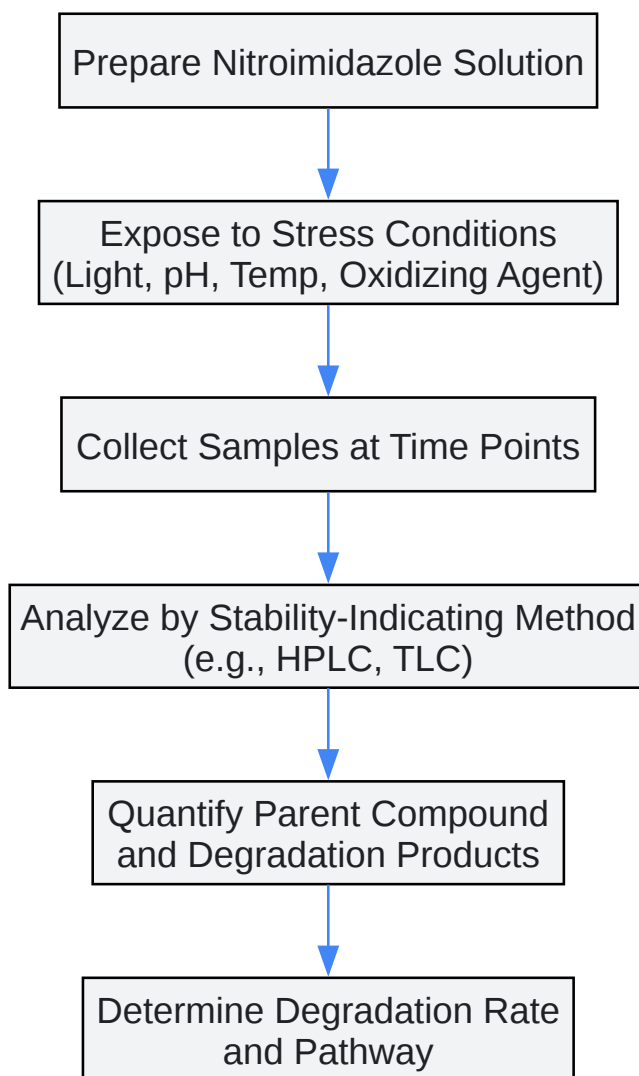 Prepare Nitroimidazole Solution
Expose to Stress Conditions
(Light, pH, Temp, Oxidizing Agent)
Collect Samples at Time Points
Analyze by Stability-Indicating Method
(e.g., HPLC, TLC)
Quantify Parent Compound
and Degradation Products
Determine Degradation Rate
and Pathway